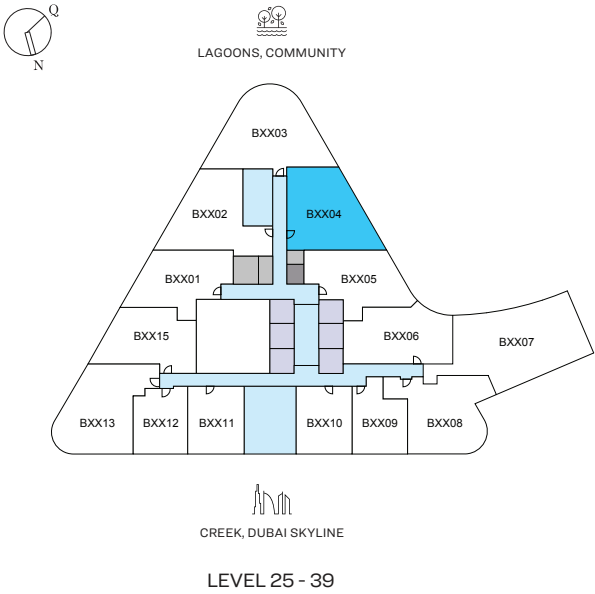 Q
N
LAGOONS, COMMUNITY
BXX03
BXX02
BXX04
BXX01
BXX05
BXX15
BXX06
BXX07
BXX13
BXX12
BXX11
BXX10
BXX09
BXX08
CREEK, DUBAI SKYLINE
LEVEL 25 - 39